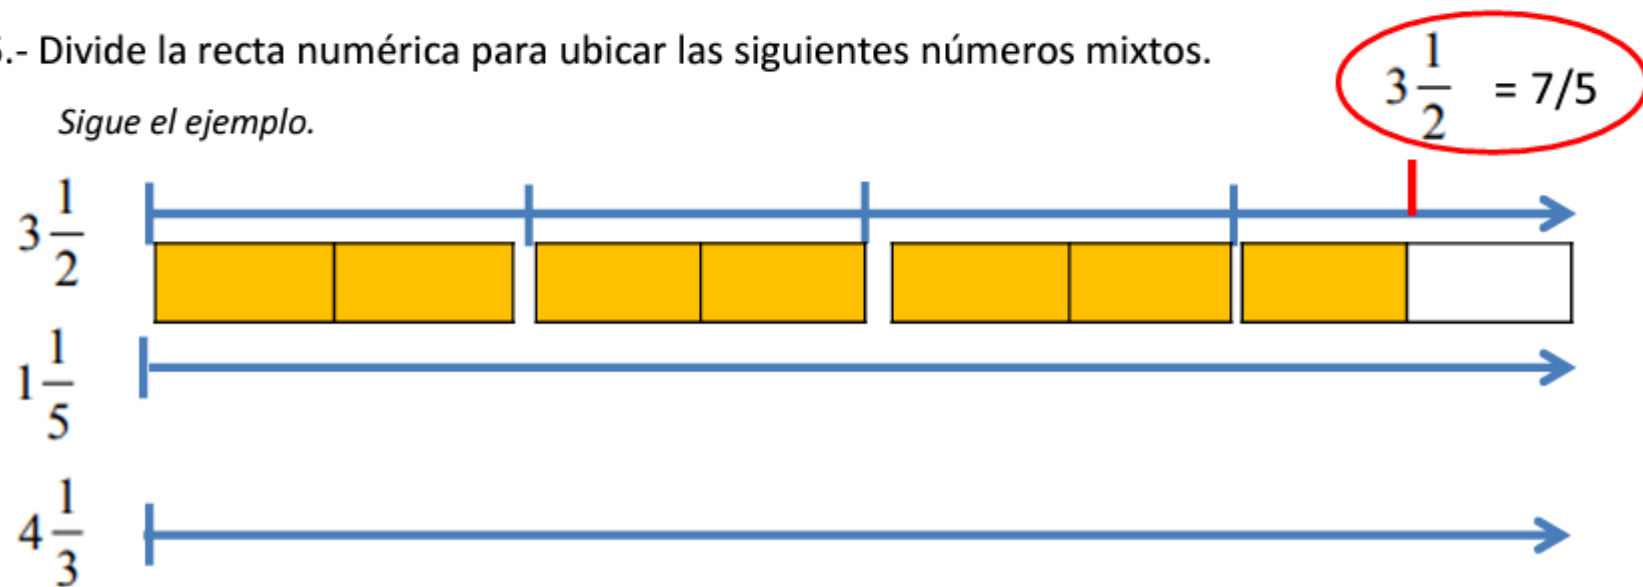 .- Divide la recta numérica para ubicar las siguientes números mixtos.
Sigue el ejemplo.
3 1/2 = 7/5
3 1/2
1 1/5
4 1/3